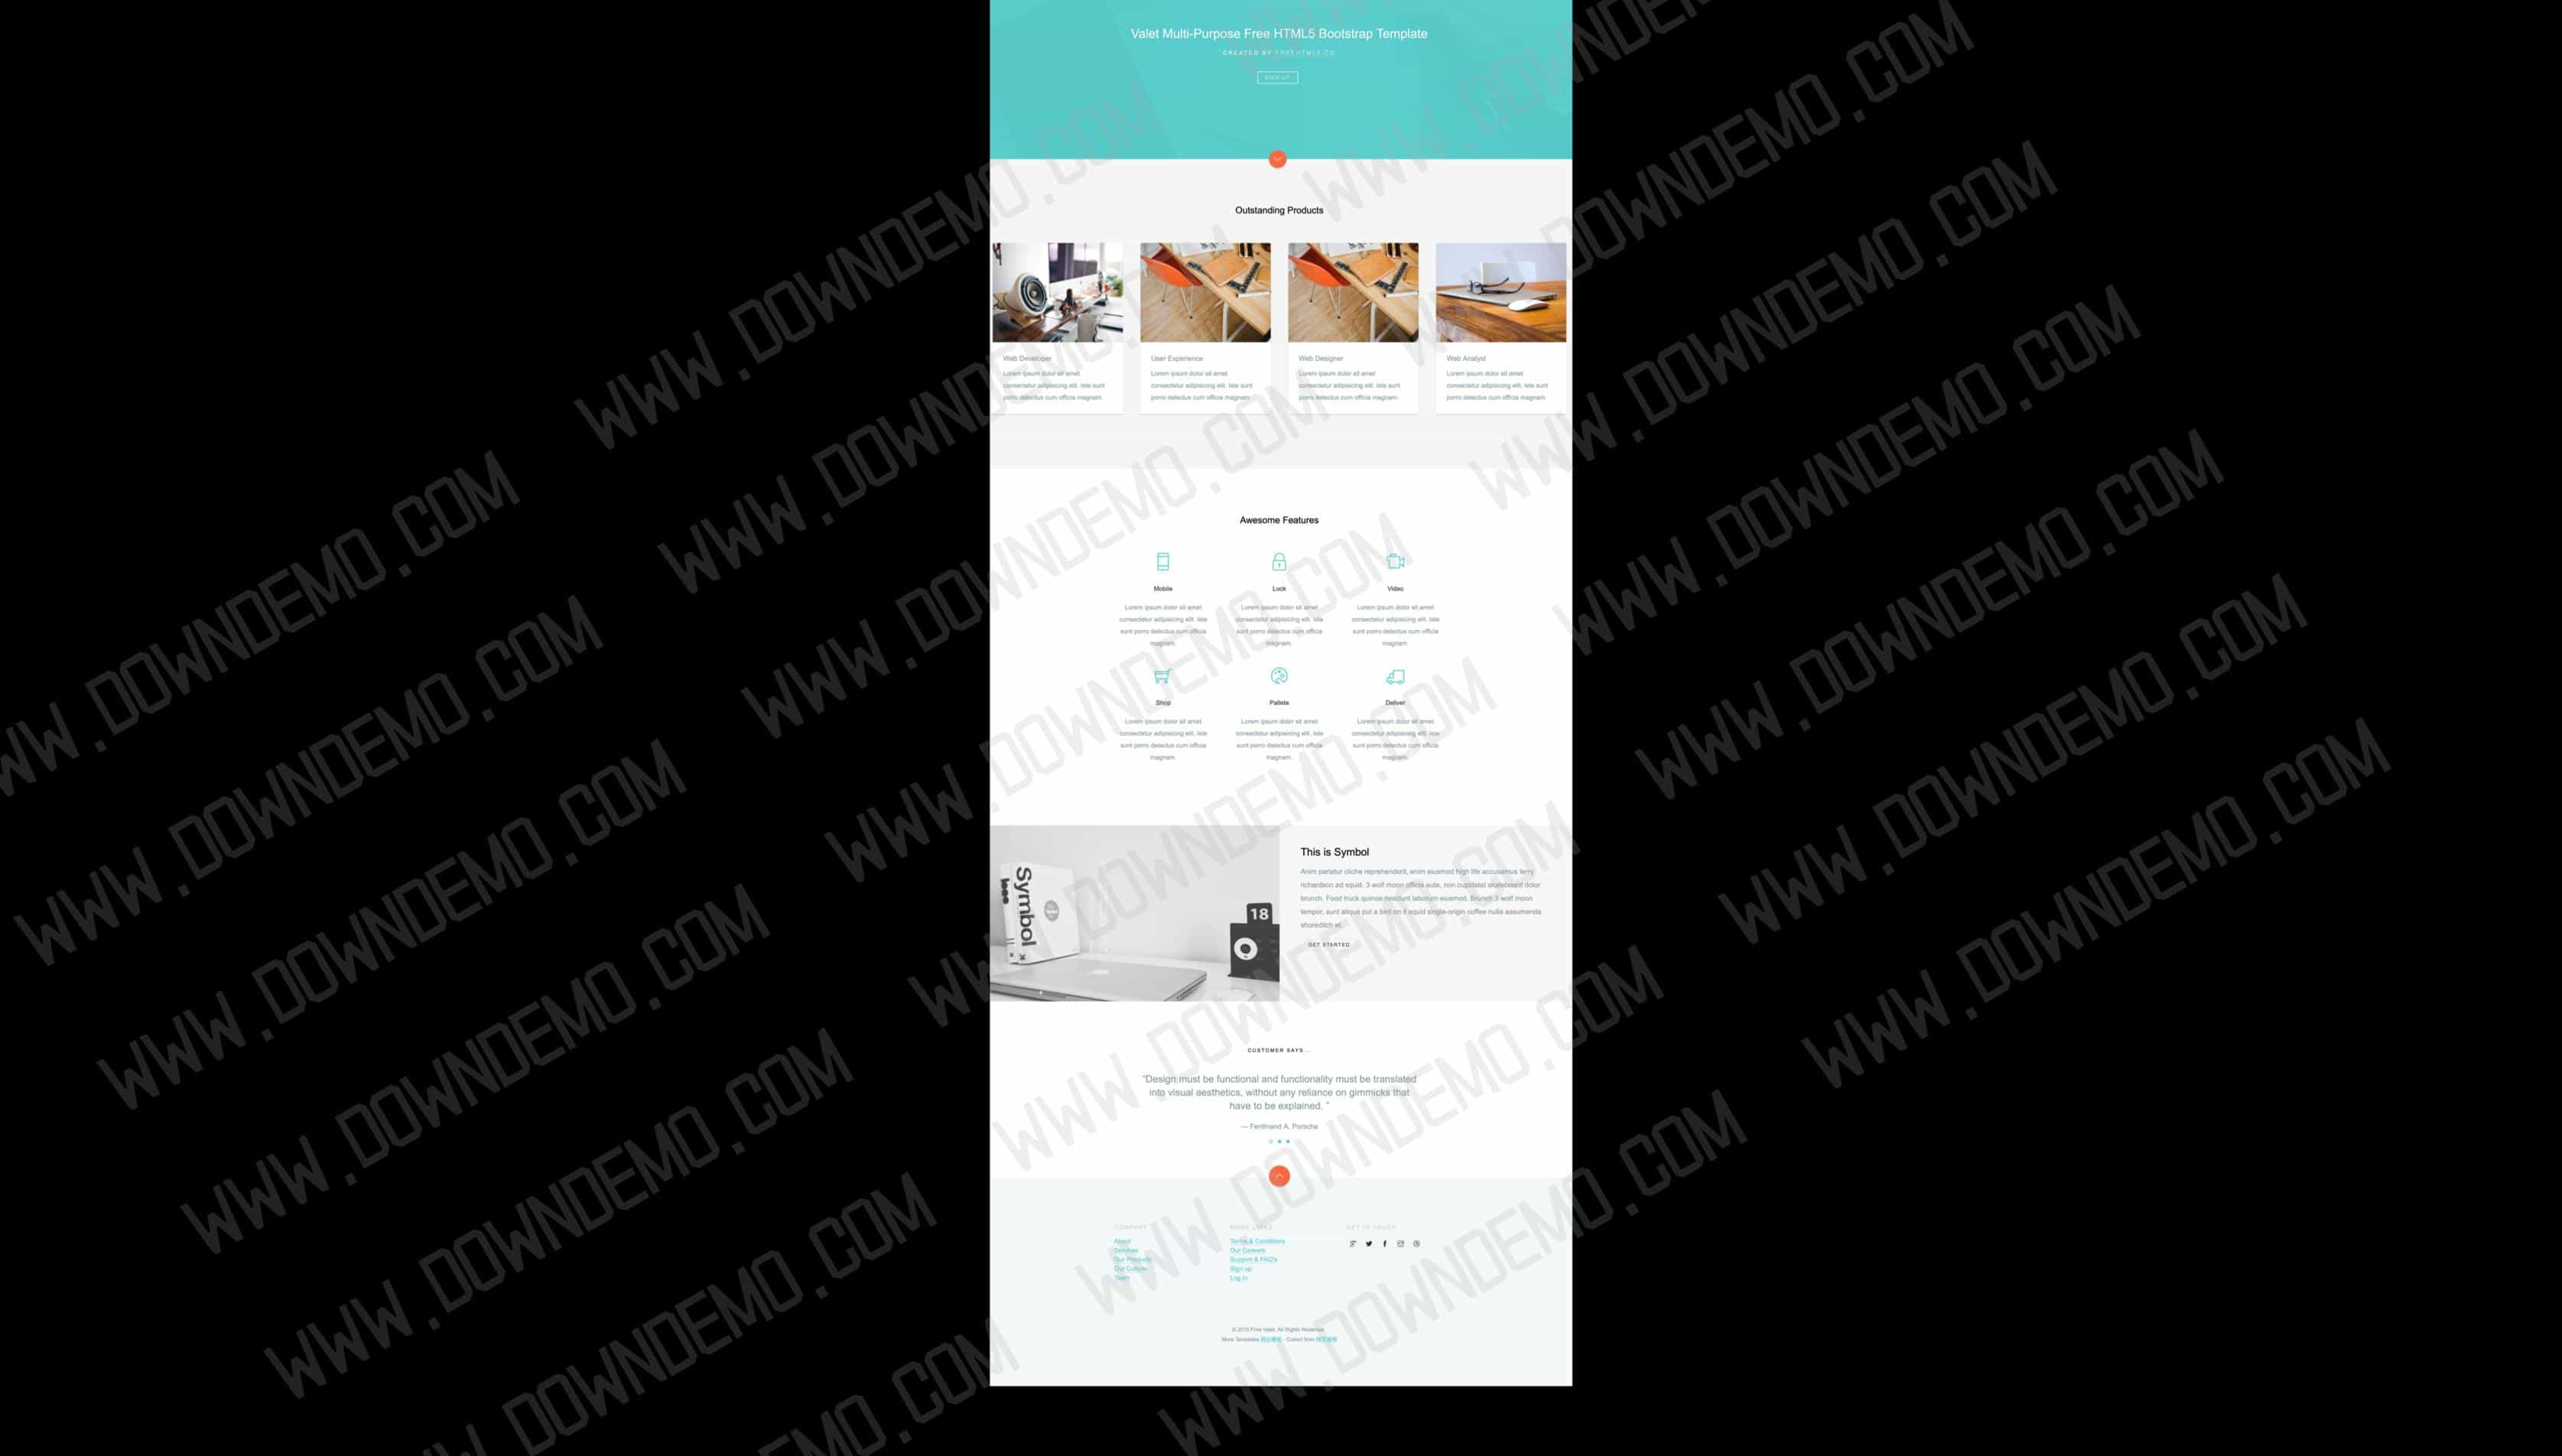 Valet Multi-Purpose Free HTML5 Bootstrap Template
CREATED BY FREEHTML5.CO
SIGN UP
Outstanding Products
Web Developer
Lorem ipsum dolor sit amet
consectetur adipisicing elit. Iste sunt
porro delectus cum officia magnam.
User Experience
Lorem ipsum dolor sit amet
consectetur adipisicing elit. Iste sunt
porro delectus cum officia magnam.
Web Designer
Lorem ipsum dolor sit amet
consectetur adipisicing elit. Iste sunt
porro delectus cum officia magnam.
Web Analyst
Lorem ipsum dolor sit amet
consectetur adipisicing elit. Iste sunt
porro delectus cum officia magnam.
Awesome Features
Mobile
Lorem ipsum dolor sit amet
consectetur adipisicing elit. Iste
sunt porro delectus cum officia
magnam.
Lock
Lorem ipsum dolor sit amet
consectetur adipisicing elit. Iste
sunt porro delectus cum officia
magnam.
Video
Lorem ipsum dolor sit amet
consectetur adipisicing elit. Iste
sunt porro delectus cum officia
magnam.
Shop
Lorem ipsum dolor sit amet
consectetur adipisicing elit. Iste
sunt porro delectus cum officia
magnam.
Pallete
Lorem ipsum dolor sit amet
consectetur adipisicing elit. Iste
sunt porro delectus cum officia
magnam.
Deliver
Lorem ipsum dolor sit amet
consectetur adipisicing elit. Iste
sunt porro delectus cum officia
magnam.
Symbol
18
This is Symbol
Anim pariatur cliche reprehenderit, enim eiusmod high life accusamus terry
richardson ad squid. 3 wolf moon officia aute, non cupidatat skateboard dolor
brunch. Food truck quinoa nesciunt laborum eiusmod. Brunch 3 wolf moon
tempor, sunt aliqua put a bird on it squid single-origin coffee nulla assumenda
shoreditch et.
GET STARTED
CUSTOMER SAYS...
"Design must be functional and functionality must be translated
into visual aesthetics, without any reliance on gimmicks that
have to be explained. "
— Ferdinand A. Porsche
COMPANY
About
Services
Our Products
Our Culture
Team
MORE LINKS
Terms & Conditions
Our Careers
Support & FAQ's
Sign up
Log in
GET IN TOUCH
© 2015 Free Valet. All Rights Reserved.
More Templates - Collect from
WWW.DOWNDEMO.COM